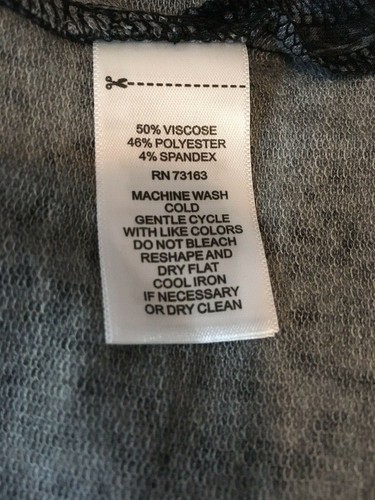 50% VISCOSE
46% POLYESTER
4% SPANDEX
RN 73163
MACHINE WASH
COLD
GENTLE CYCLE
WITH LIKE COLORS
DO NOT BLEACH
RESHAPE AND
DRY FLAT
COOL IRON
IF NECESSARY
OR DRY CLEAN